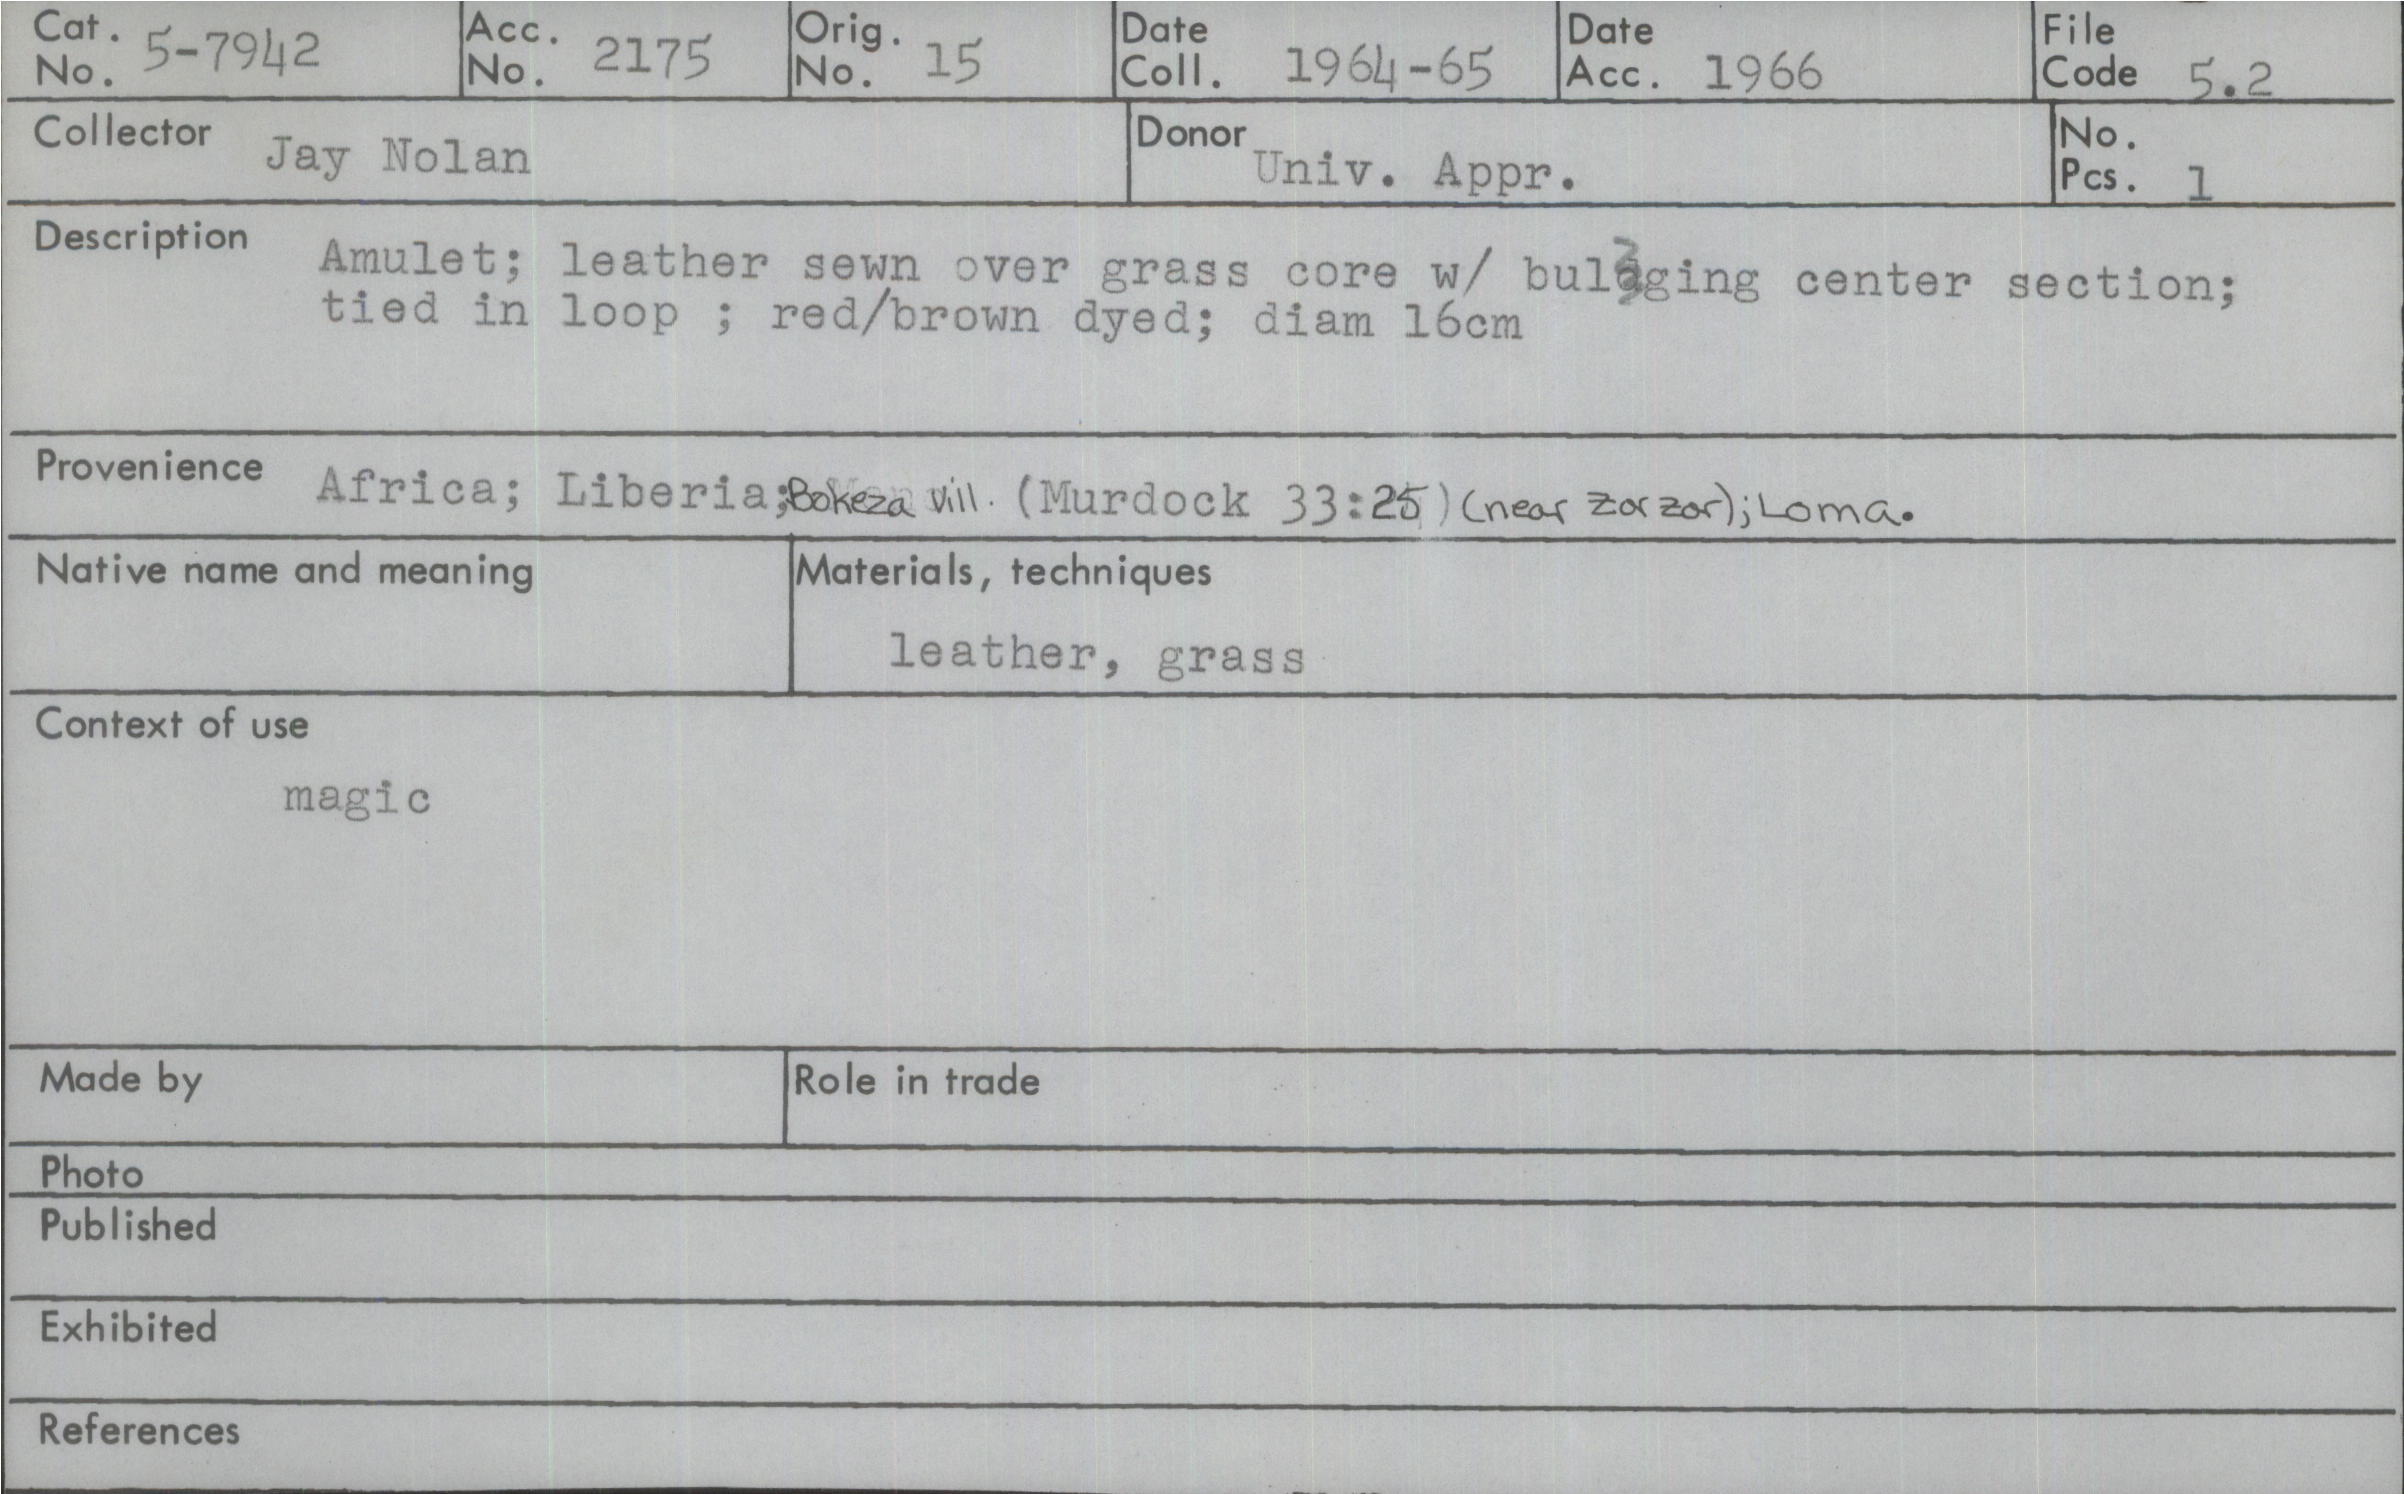 Cat. No. 5-7942 Acc. No. 2175 Orig. No. 15 Date Coll. 1964-65 Date Acc. 1966 File Code 5.2
Collector Jay Nolan Donor Univ. Appr. No. Pcs. 1
Description Amulet; leather sewn over grass core w/ bulging center section;
tied in loop ; red/brown dyed; diam 16cm
Provenience Africa; Liberia; Bokeza vill. (Murdock 33:25) (near Zorzor); Loma.
Native name and meaning Materials, techniques
leather, grass
Context of use
magic
Made by Role in trade
Photo
Published
Exhibited
References